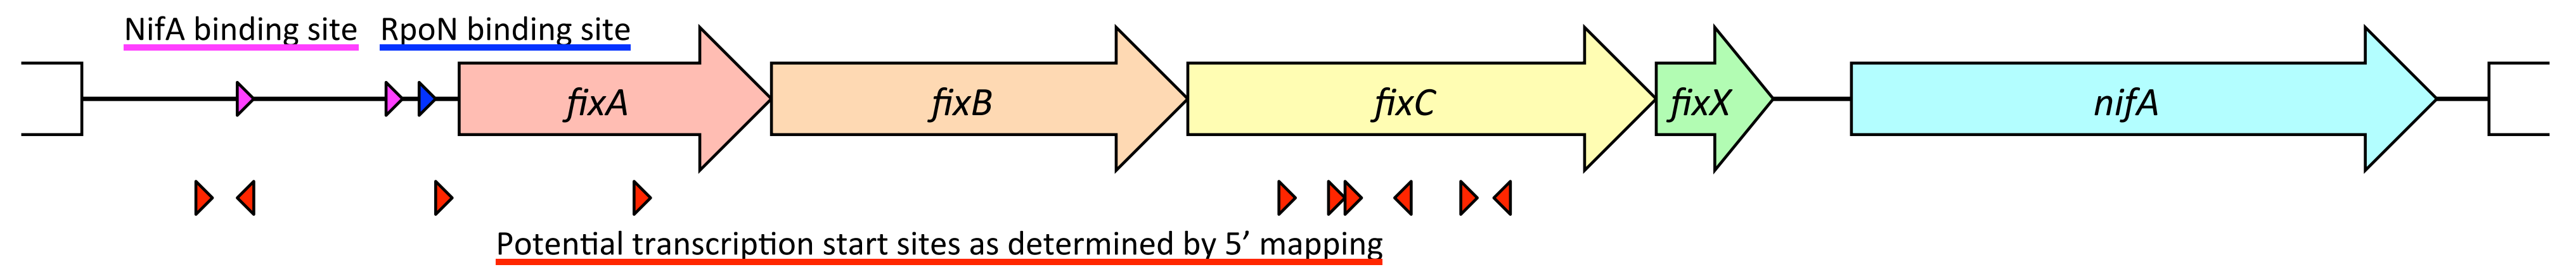 NifA binding site RpoN binding site
fixA fixB fixC fixX nifA
Potential transcription start sites as determined by 5’ mapping